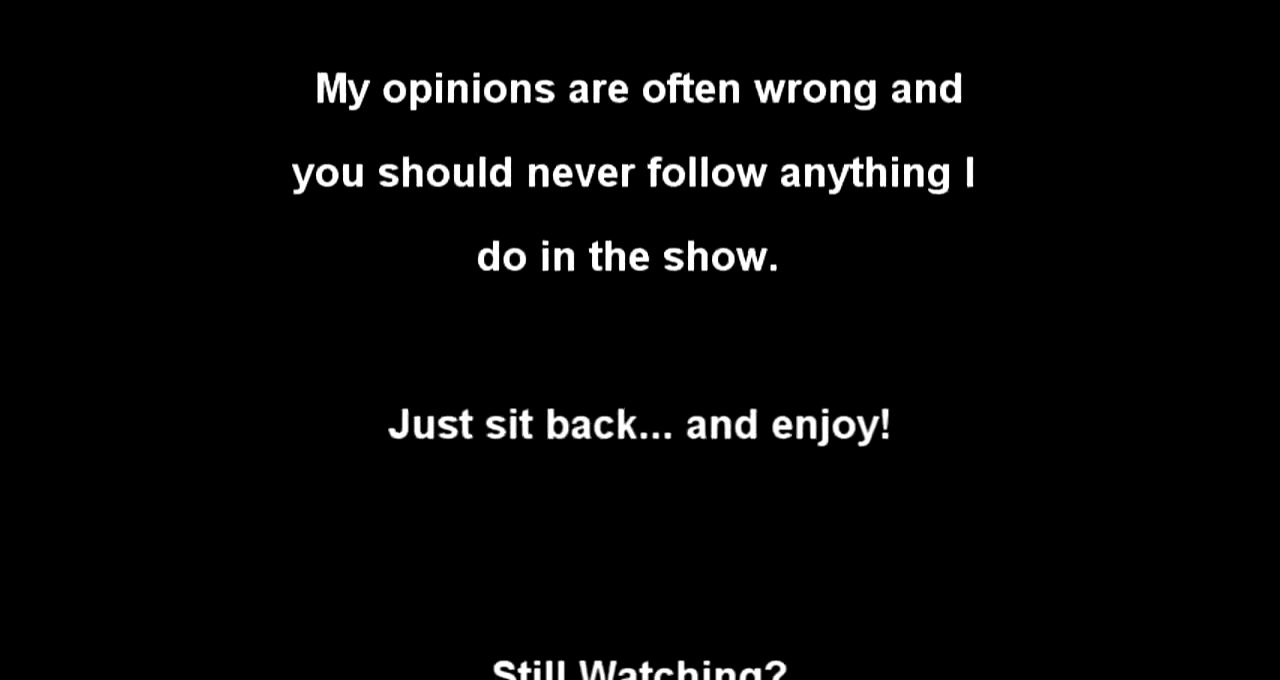 My opinions are often wrong and
you should never follow anything I
do in the show.
Just sit back... and enjoy!
Still Watching?